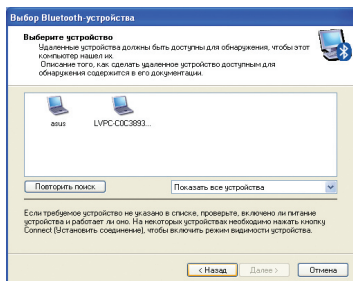 Выбор Bluetooth-устройства
Выберите устройство
Удаленные устройства должны быть доступны для обнаружения, чтобы этот
компьютер нашел их.
Описание того, как сделать удаленное устройство доступным для
обнаружения содержится в его документации.
asus
LVPC-C0C3893...
Повторить поиск
Показать все устройства
Если требуемое устройство не указано в списке, проверьте, включено ли питание
устройства и работает ли оно. На некоторых устройствах необходимо нажать кнопку
Connect (Установить соединение), чтобы включить режим видимости устройства.
< Назад
Далее >
Отмена